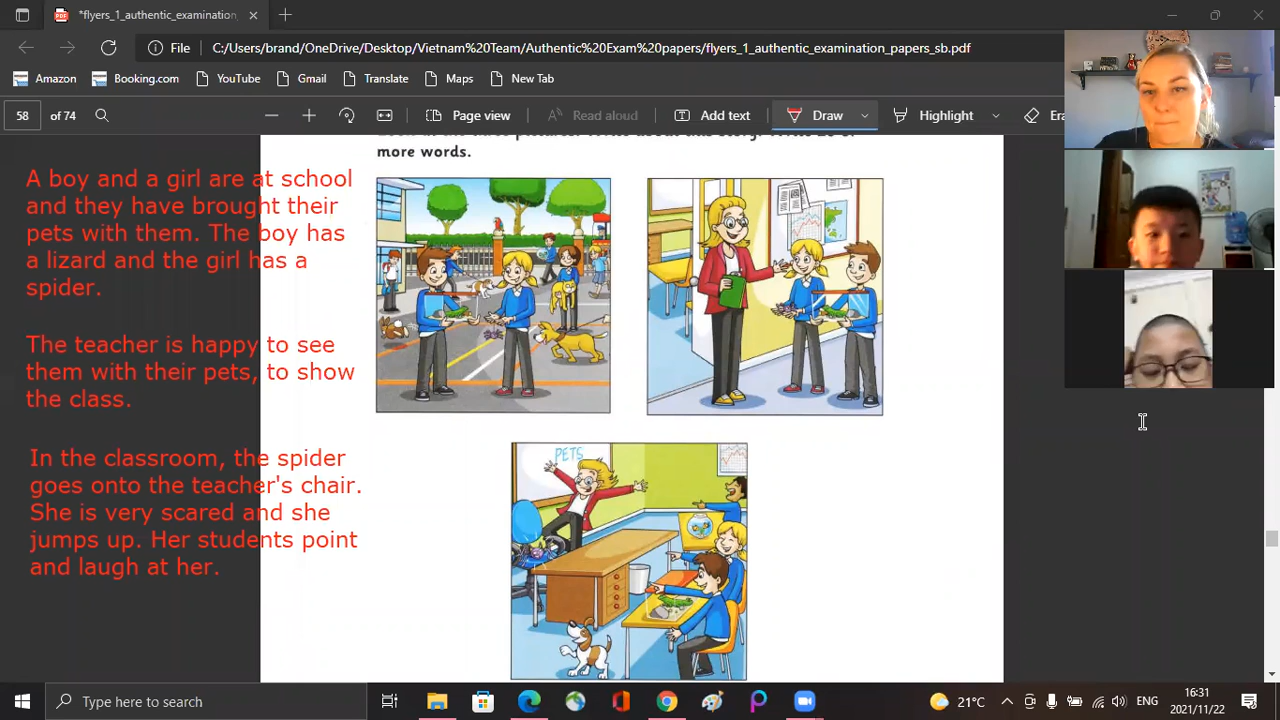 *flyers_1_authentic_examination
File C:/Users/brand/OneDrive/Desktop/Vietnam%20Team/Authentic%20Exam%20papers/flyers_1_authentic_examination_papers_sb.pdf
Amazon Booking.com YouTube Gmail Translate Maps New Tab
58 of 74 Page view Read aloud Add text Draw Highlight Era
more words.
A boy and a girl are at school
and they have brought their
pets with them. The boy has
a lizard and the girl has a
spider.
The teacher is happy to see
them with their pets, to show
the class.
In the classroom, the spider
goes onto the teacher's chair.
She is very scared and she
jumps up. Her students point
and laugh at her.
PETS
Type here to search
21°C ENG 16:31
2021/11/22